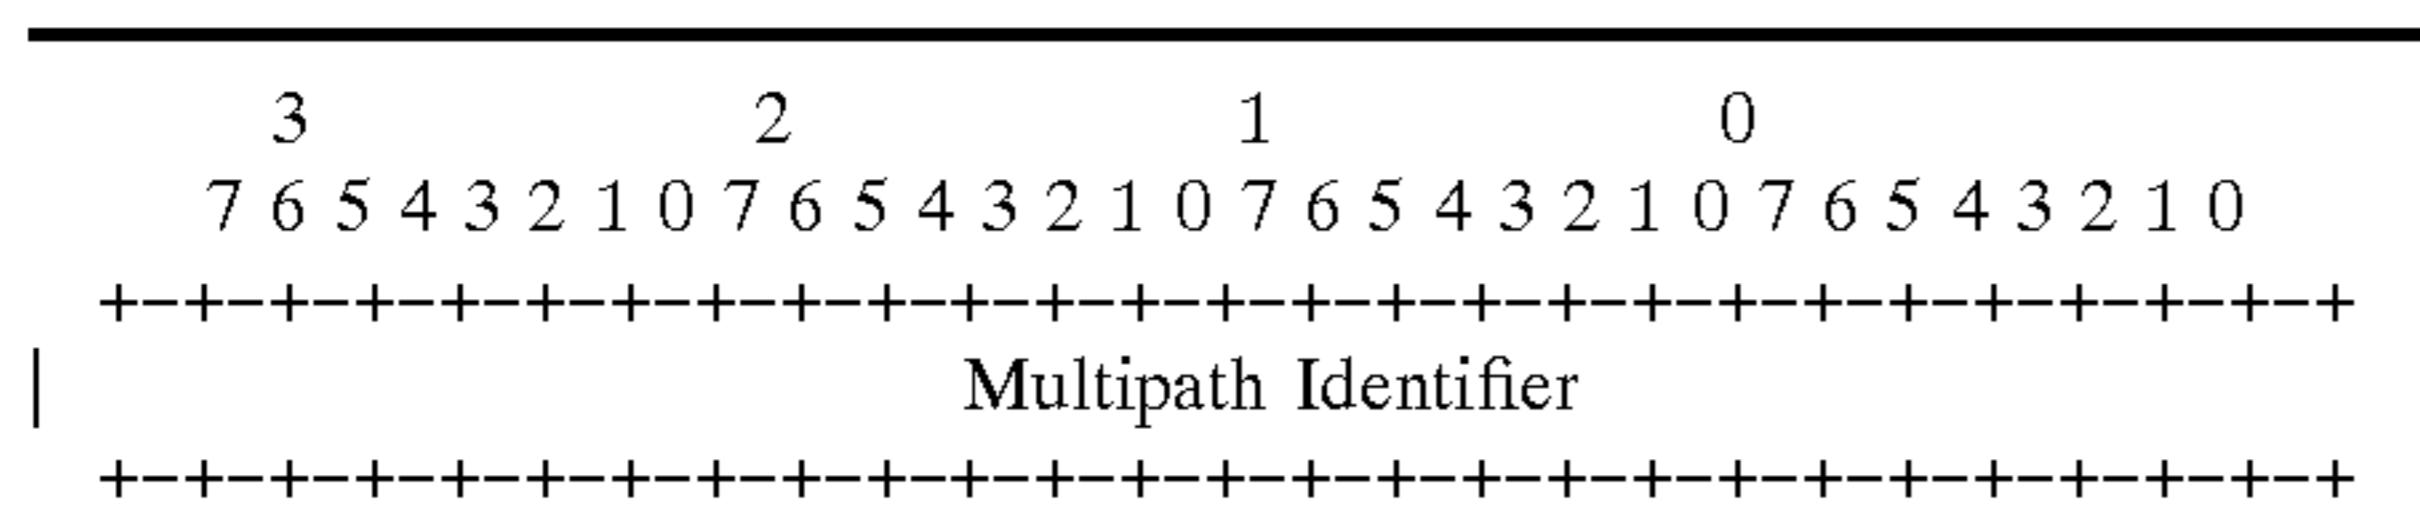 3 2 1 0
7 6 5 4 3 2 1 0 7 6 5 4 3 2 1 0 7 6 5 4 3 2 1 0 7 6 5 4 3 2 1 0
+-+-+-+-+-+-+-+-+-+-+-+-+-+-+-+-+-+-+-+-+-+-+-+-+-+-+
| Multipath Identifier
+-+-+-+-+-+-+-+-+-+-+-+-+-+-+-+-+-+-+-+-+-+-+-+-+-+-+